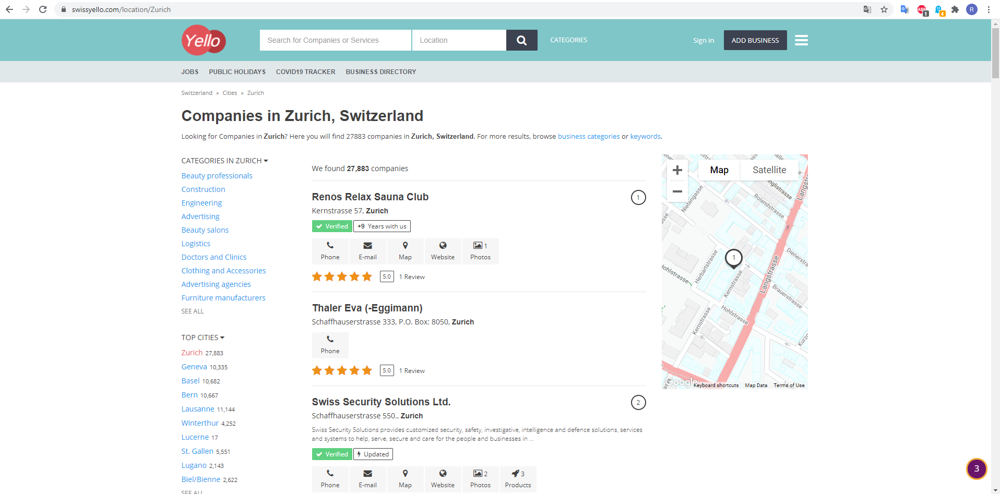 swissyello.com/location/Zurich
1
4
R
Yello
Search for Companies or Services
Location
CATEGORIES
Sign in
ADD BUSINESS
JOBS
PUBLIC HOLIDAYS
COVID19 TRACKER
BUSINESS DIRECTORY
Switzerland » Cities » Zurich
Companies in Zurich, Switzerland
Looking for Companies in Zurich? Here you will find 27883 companies in Zurich, Switzerland. For more results, browse business categories or keywords.
CATEGORIES IN ZURICH
Beauty professionals
Construction
Engineering
Advertising
Beauty salons
Logistics
Doctors and Clinics
Clothing and Accessories
Advertising agencies
Furniture manufacturers
SEE ALL
TOP CITIES
Zurich 27,883
Geneva 10,335
Basel 10,682
Bern 10,667
Lausanne 11,144
Winterthur 4,252
Lucerne 17
St. Gallen 5,551
Lugano 2,143
Biel/Bienne 2,622
SEE ALL
We found 27,883 companies
Renos Relax Sauna Club
1
Kernstrasse 57, Zurich
Verified
+9 Years with us
Phone
E-mail
Map
Website
1
Photos
5.0
1 Review
Thaler Eva (-Eggimann)
Schaffhauserstrasse 333, P.O. Box: 8050, Zurich
Phone
5.0
1 Review
Swiss Security Solutions Ltd.
2
Schaffhauserstrasse 550., Zurich
Swiss Security Solutions provides customized security, safety, investigative, intelligence and defence solutions, services
and systems to help, serve, secure and care for the people and businesses in ...
Verified
Updated
Phone
E-mail
Map
Website
2
Photos
3
Products
Map
Satellite
Nietengasse
Rolandstrasse
Langstrasse
Dienerstrasse
1
Hohlstrasse
Herbartstrasse
Kernstrasse
Langstrasse
Brauerstrasse
Hohlstrasse
Kernstrasse
Google
Keyboard shortcuts
Map Data
Terms of Use
3